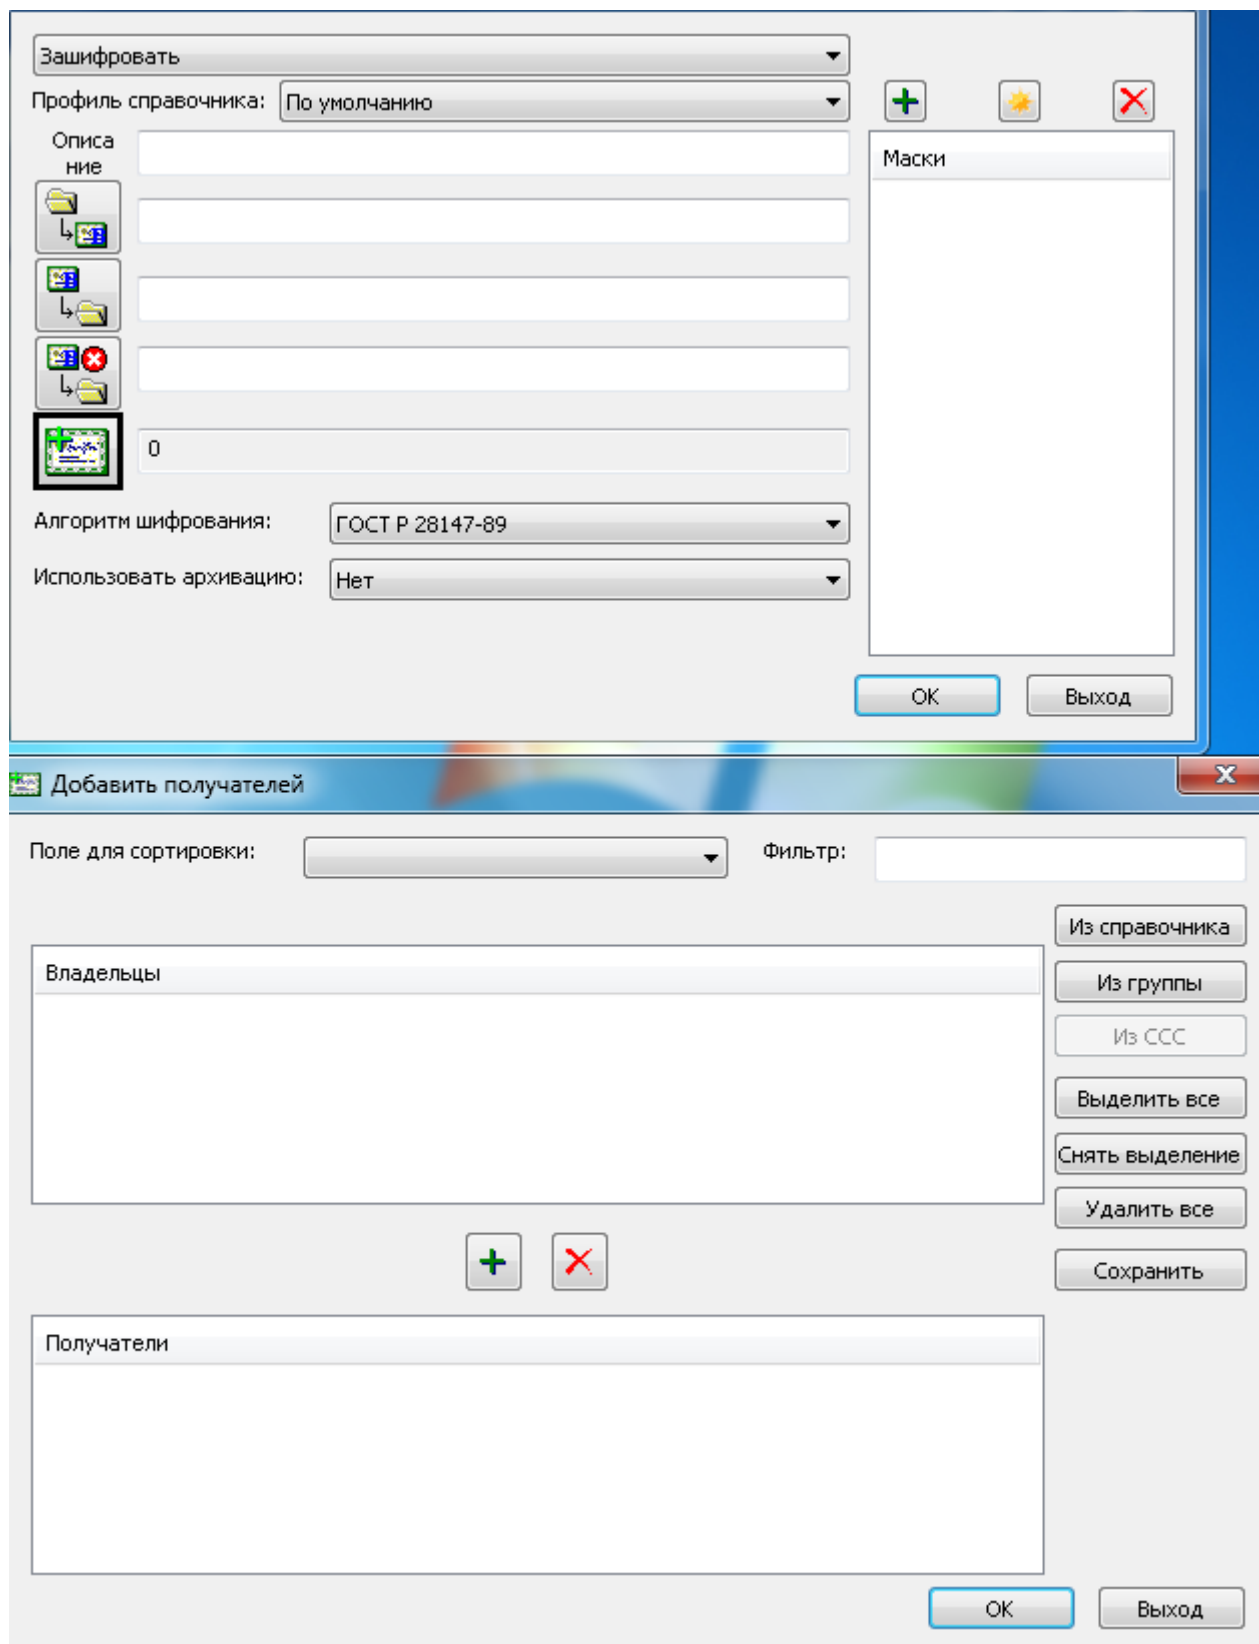 Зашифровать
Профиль справочника: По умолчанию
Описа
ние
Маски
0
Алгоритм шифрования: ГОСТ Р 28147-89
Использовать архивацию: Нет
ОК Выход
Добавить получателей
Поле для сортировки: Фильтр:
Из справочника
Владельцы
Из группы
Из ССС
Выделить все
Снять выделение
Удалить все
Сохранить
Получатели
ОК Выход